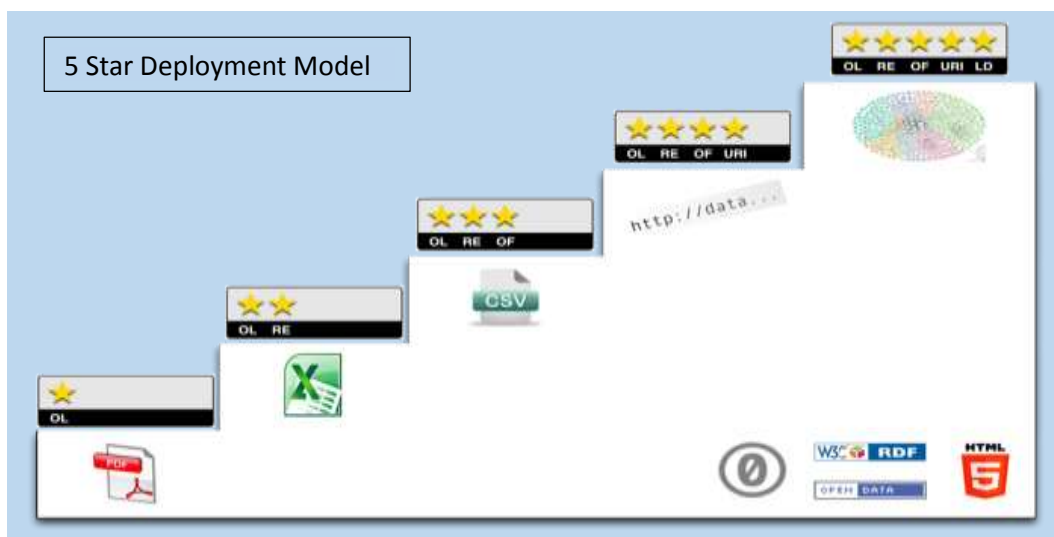 5 Star Deployment Model
OL RE OF URI LD
OL RE OF URI
http://data...
OL RE OF
CSV
OL RE
X
OL
PDF
0
W3C RDF
OPEN DATA
HTML
5